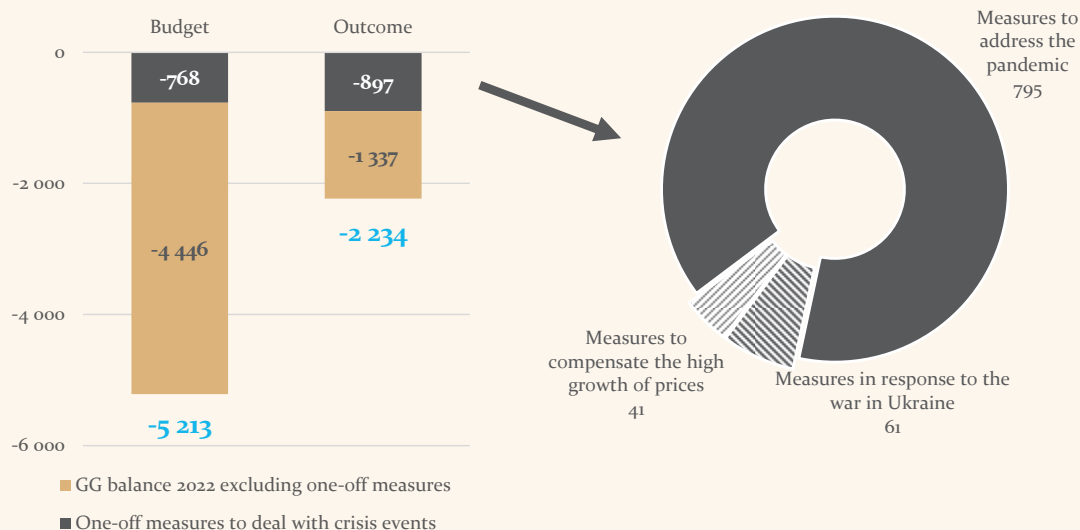 Budget
Outcome
0
-2 000
-4 000
-6 000
-768
-4 446
-5 213
-897
-1 337
-2 234
GG balance 2022 excluding one-off measures
One-off measures to deal with crisis events
Measures to
address the
pandemic
795
Measures to
compensate the high
growth of prices
41
Measures in response to the
war in Ukraine
61